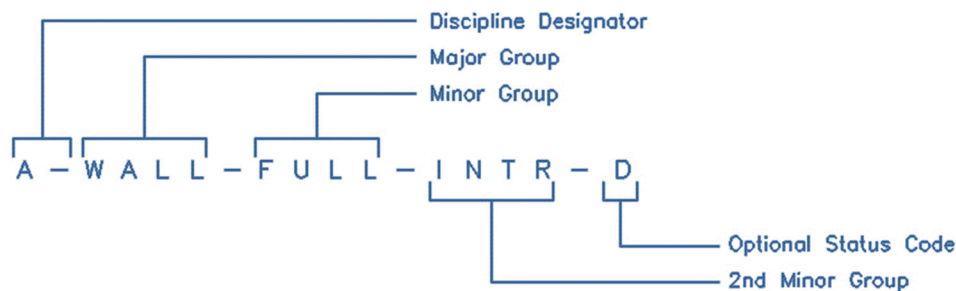 Discipline Designator
Major Group
Minor Group
A-WALL-FULL-INTR-D
Optional Status Code
2nd Minor Group